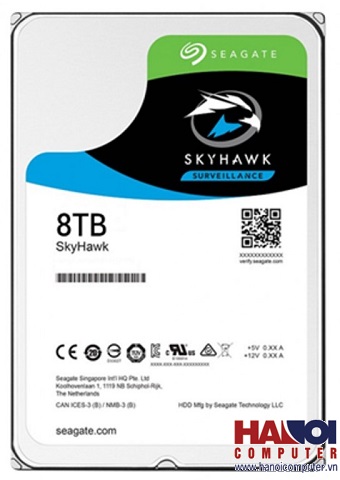 SEAGATE
SKYHAWK
SURVEILLANCE
8TB
SkyHawk
XXXXXXXXXXXX
verify.seagate.com
+5V 0.XX A
+12V 0.XX A
Seagate Singapore Int'l HQ Pte. Ltd
Koolhovenlaan 1, 1119 NB Schiphol-Rijk,
The Netherlands
CAN ICES-3 (B) / NMB-3 (B)
HDD Mfg by Seagate Technology LLC
seagate.com
HANOI
COMPUTER
www.hanoicomputer.vn